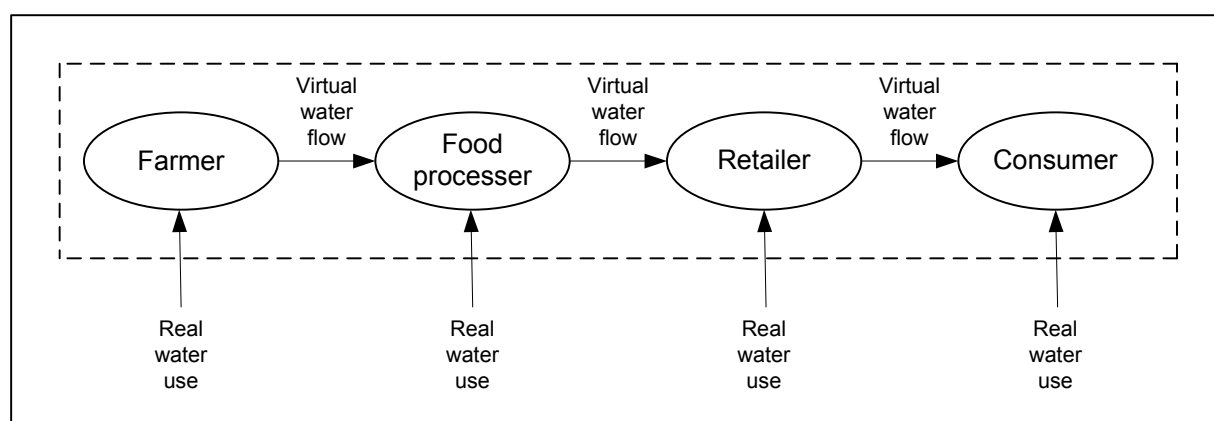 Virtual
water
flow
Virtual
water
flow
Virtual
water
flow
Farmer
Food
processer
Retailer
Consumer
Real
water
use
Real
water
use
Real
water
use
Real
water
use